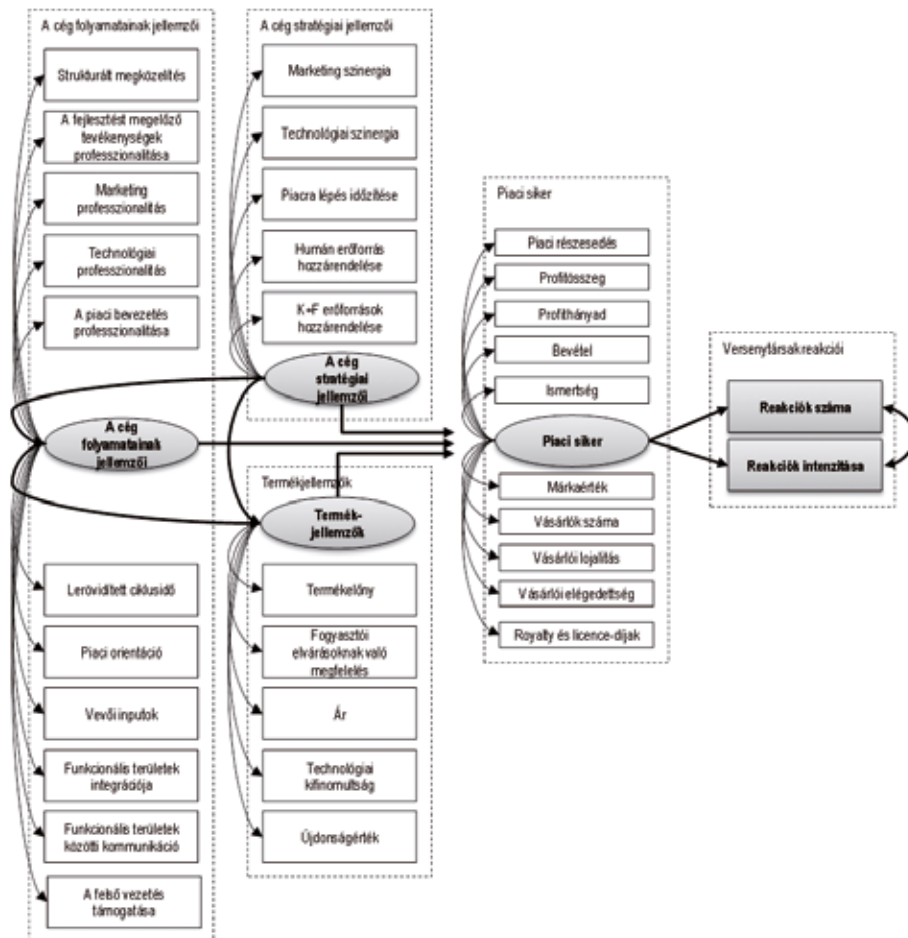 A cég folyamatainak jellemzői
Strukturált megközelítés
A fejlesztést megelőző
tevékenységek
professzionalitása
Marketing
professzionalitás
Technológiai
professzionalitás
A piaci bevezetés
professzionalitása
A cég
folyamatainak
jellemzői
Lerövidített ciklusidő
Piaci orientáció
Vevői inputok
Funkcionális területek
integrációja
Funkcionális területek
közötti kommunikáció
A felső vezetés
támogatása
A cég stratégiai jellemzői
Marketing szinergia
Technológiai szinergia
Piacra lépés időzítése
Humán erőforrás
hozzárendelése
K+F erőforrások
hozzárendelése
A cég
stratégiai
jellemzői
Termékjellemzők
Termék-
jellemzők
Termékelőny
Fogyasztói
elvárásoknak való
megfelelés
Ár
Technológiai
kifinomultság
Újdonságérték
Piaci siker
Piaci részesedés
Profitösszeg
Profithányad
Bevétel
Ismertség
Piaci siker
Márkaérték
Vásárlók száma
Vásárlói lojalitás
Vásárlói elégedettség
Royalty és licence-díjak
Versenytársak reakciói
Reakciók száma
Reakciók intenzitása